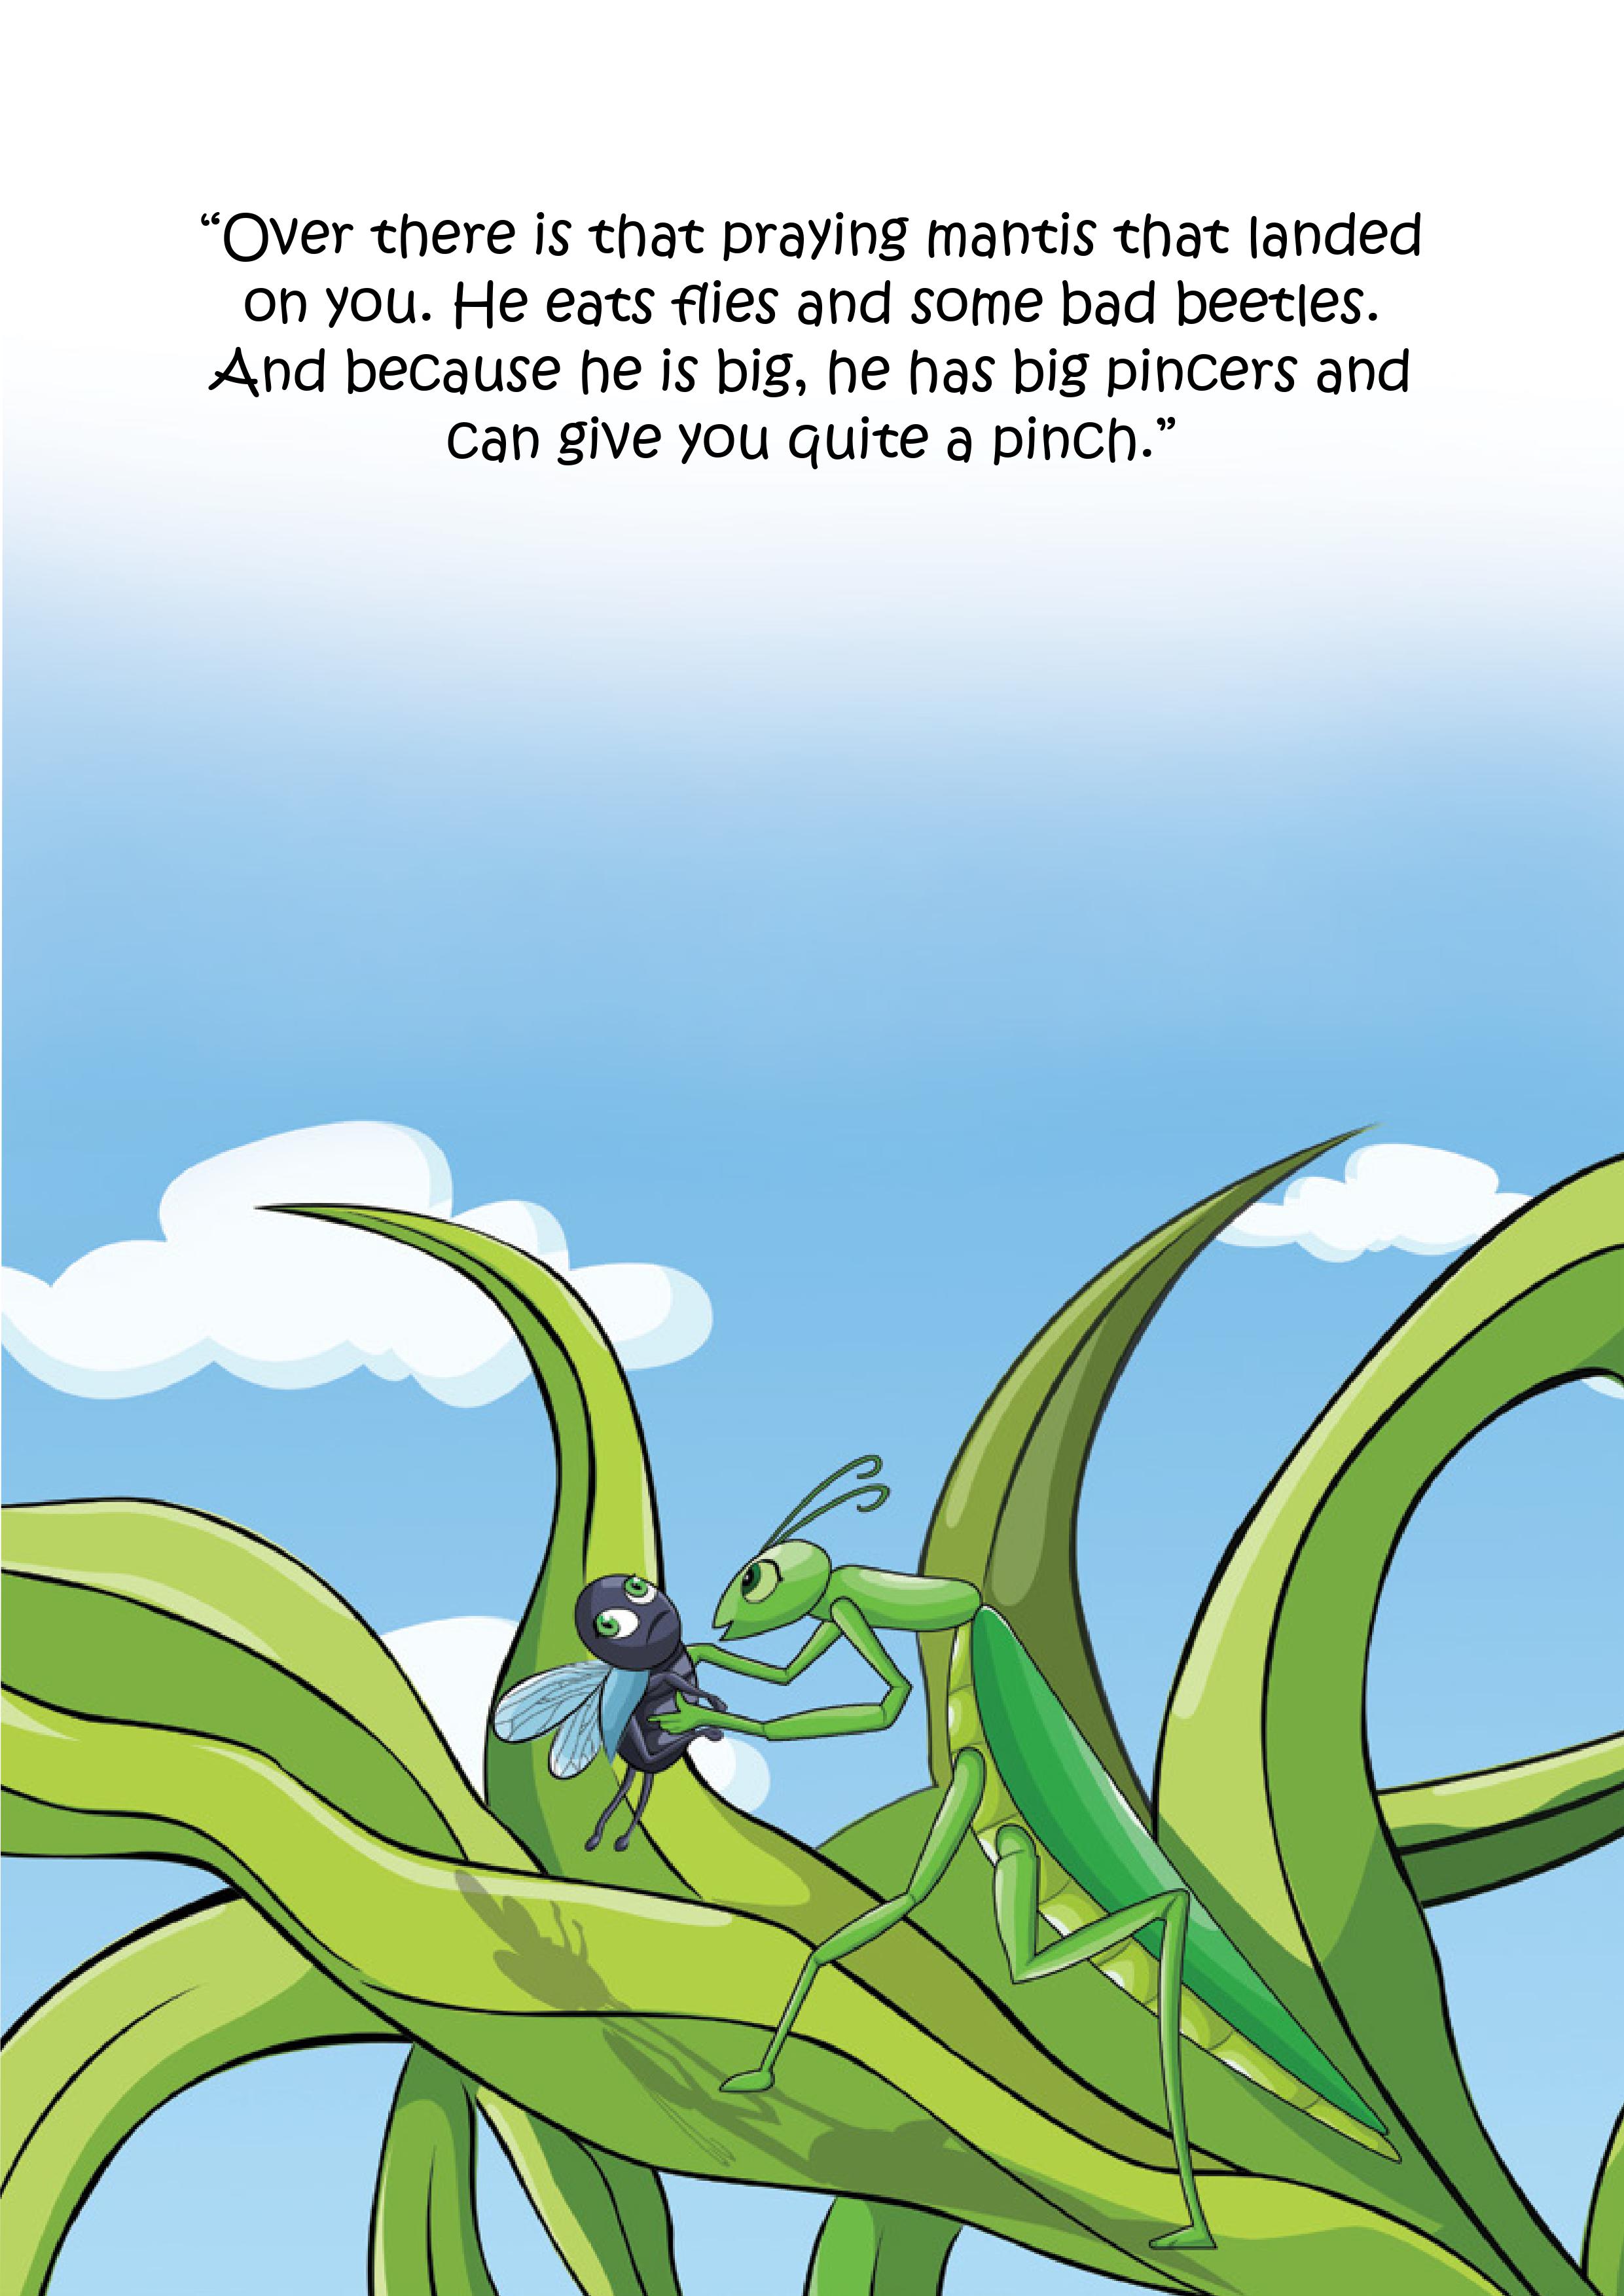 “Over there is that praying mantis that landed
on you. He eats flies and some bad beetles.
And because he is big, he has big pincers and
can give you quite a pinch.”